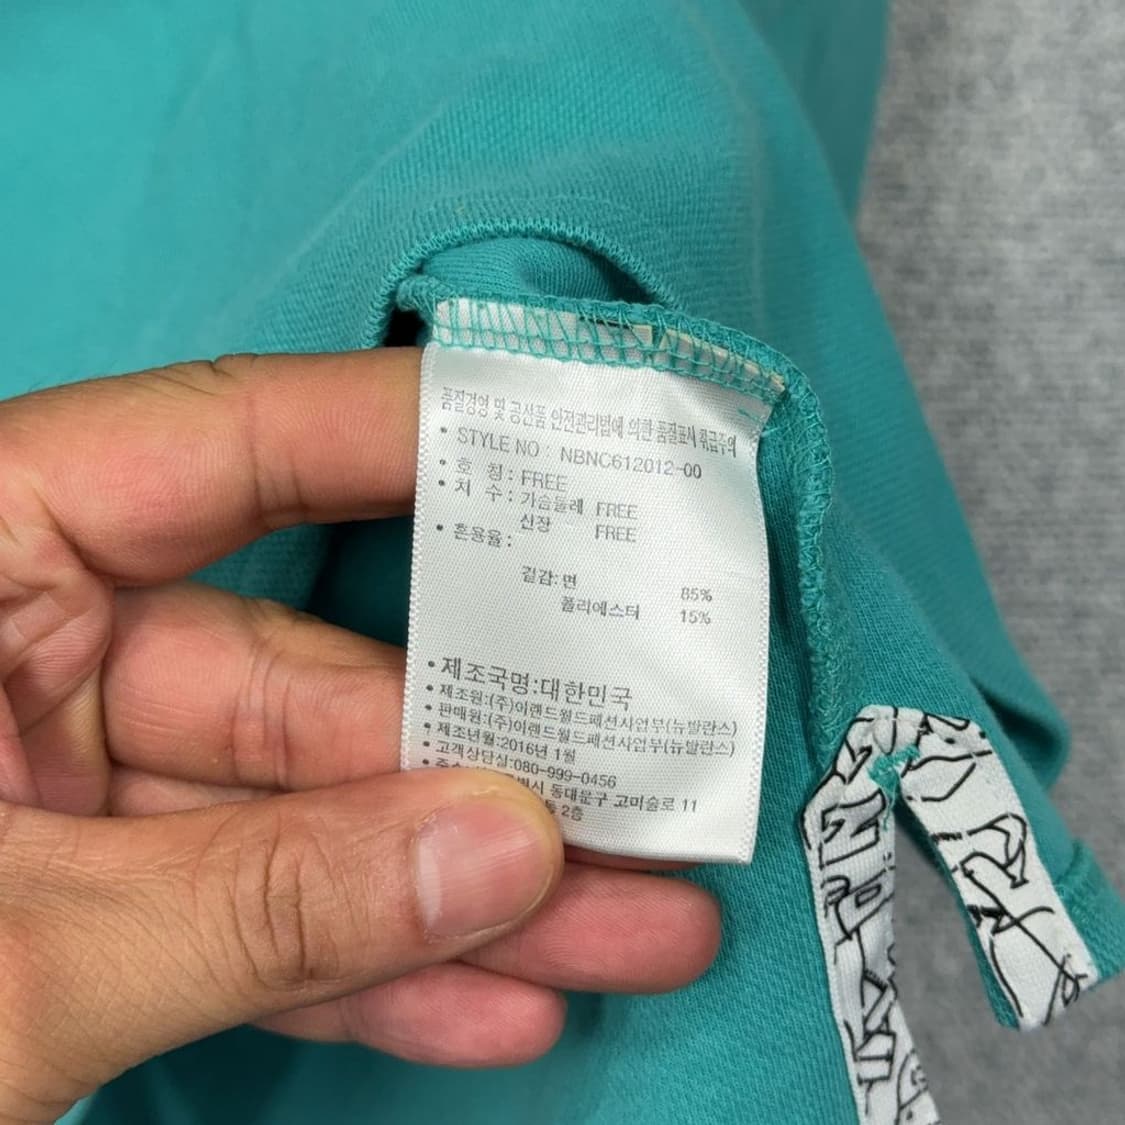 품질경영 및 공산품 안전관리법에 의한 품질표시 취급주의
• STYLE NO : NBNC612012-00
• 호 칭 : FREE
• 치 수 : 가슴둘레 FREE
신장 FREE
• 혼용율 :
겉감: 면 85%
폴리에스터 15%
• 제조국명:대한민국
• 제조원:(주)이랜드월드패션사업부(뉴발란스)
• 판매원:(주)이랜드월드패션사업부(뉴발란스)
• 제조년월:2016년 1월
• 고객상담실:080-999-0456
동대문구 고미술로 11
2층